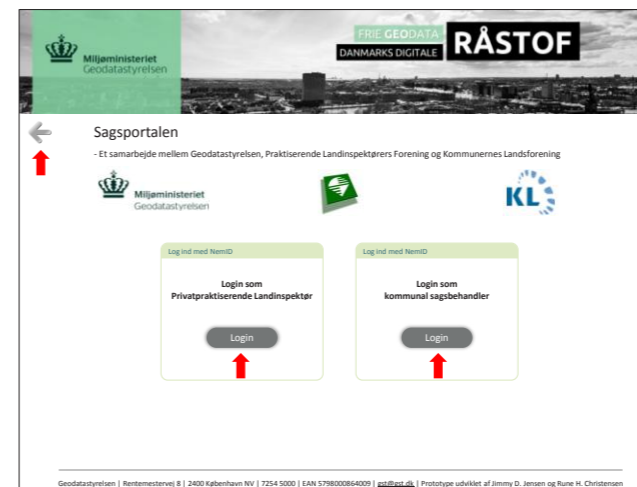 Miljøministeriet
Geodatastyrelsen
FRIE GEODATA
DANMARKS DIGITALE RÅSTOF
Sagsportalen
- Et samarbejde mellem Geodatastyrelsen, Praktiserende Landinspektørers Forening og Kommunernes Landsforening
Miljøministeriet
Geodatastyrelsen
KL
Log ind med NemID
Login som
Privatpraktiserende Landinspektør
Login
Log ind med NemID
Login som
kommunal sagsbehandler
Login
Geodatastyrelsen | Rentemestervej 8 | 2400 København NV | 7254 5000 | EAN 5798000864009 | gst@gst.dk | Prototype udviklet af Jimmy D. Jensen og Rune H. Christensen